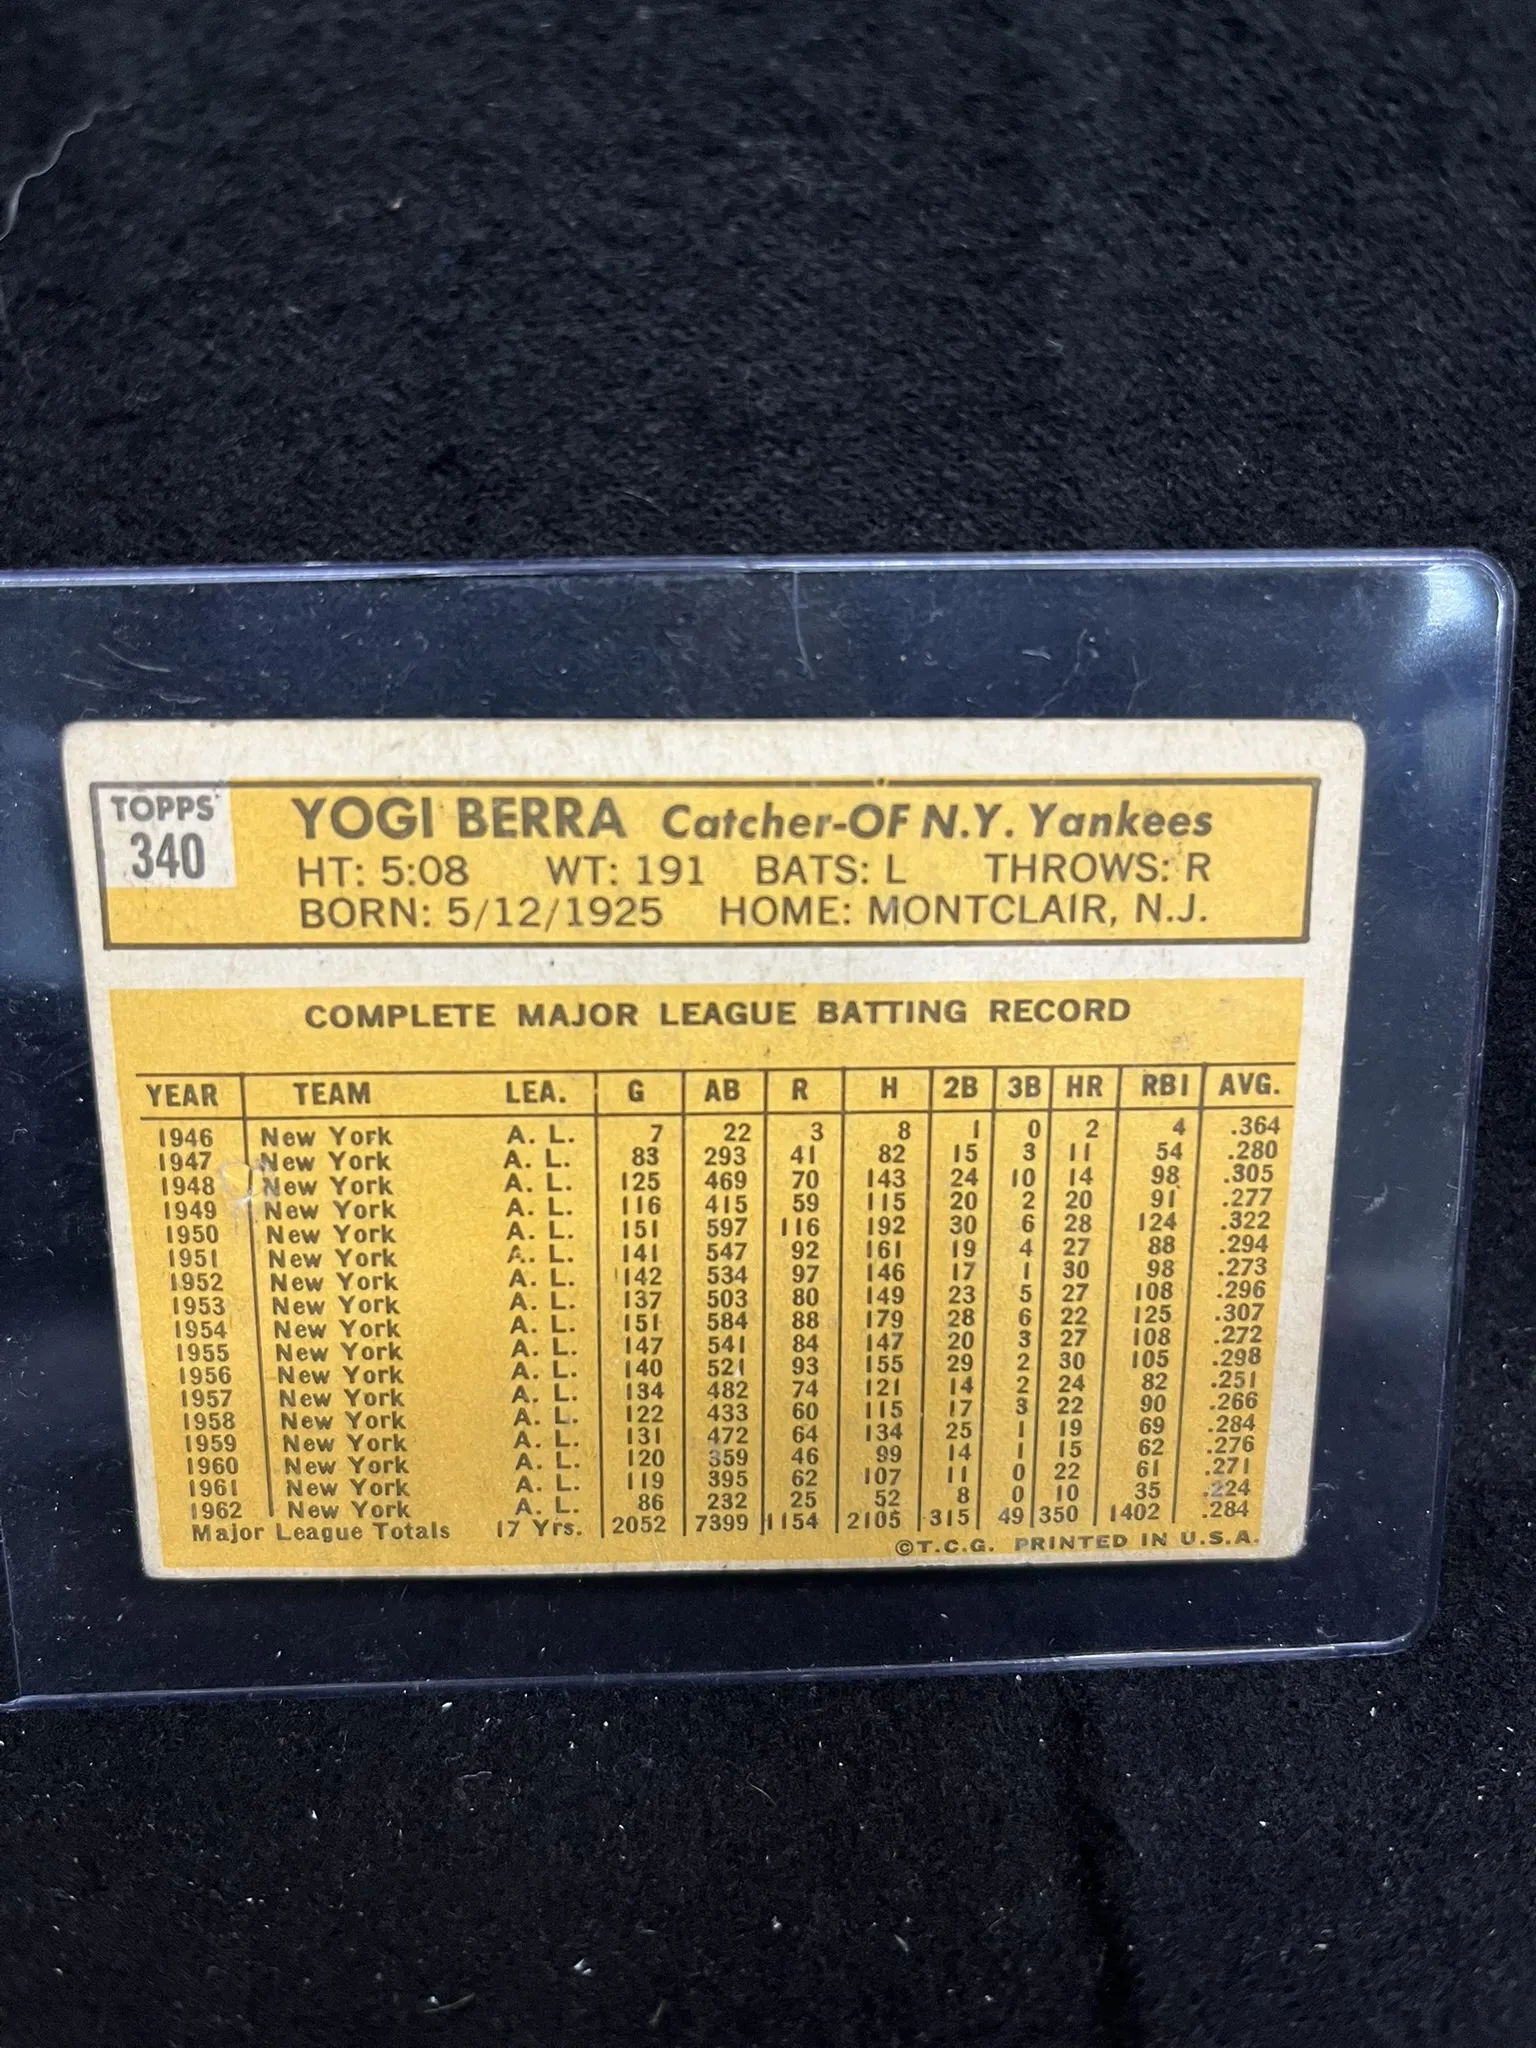 TOPPS
340
YOGI BERRA Catcher-OF N.Y. Yankees
HT: 5:08 WT: 191 BATS: L THROWS: R
BORN: 5/12/1925 HOME: MONTCLAIR, N.J.
COMPLETE MAJOR LEAGUE BATTING RECORD
YEAR TEAM LEA. G AB R H 2B 3B HR RBI AVG.
1946 New York A. L. 7 22 3 8 1 0 2 4 .364
1947 New York A. L. 83 293 41 82 15 3 11 54 .280
1948 New York A. L. 125 469 70 143 24 10 14 98 .305
1949 New York A. L. 116 415 59 115 20 2 20 91 .277
1950 New York A. L. 151 597 116 192 30 6 28 124 .322
1951 New York A. L. 141 547 92 161 19 4 27 88 .294
1952 New York A. L. 142 534 97 146 17 1 30 98 .273
1953 New York A. L. 137 503 80 149 23 5 27 108 .296
1954 New York A. L. 151 584 88 179 28 6 22 125 .307
1955 New York A. L. 147 541 84 147 20 3 27 108 .272
1956 New York A. L. 140 521 93 155 29 2 30 105 .298
1957 New York A. L. 134 482 74 121 14 2 24 82 .251
1958 New York A. L. 122 433 60 115 17 3 22 90 .266
1959 New York A. L. 131 472 64 134 25 1 19 69 .284
1960 New York A. L. 120 359 46 99 14 1 15 62 .276
1961 New York A. L. 119 395 62 107 11 0 22 61 .271
1962 New York A. L. 86 232 25 52 8 0 10 35 .224
Major League Totals 17 Yrs. 2052 7399 1154 2105 315 49 350 1402 .284
©T.C.G. PRINTED IN U.S.A.